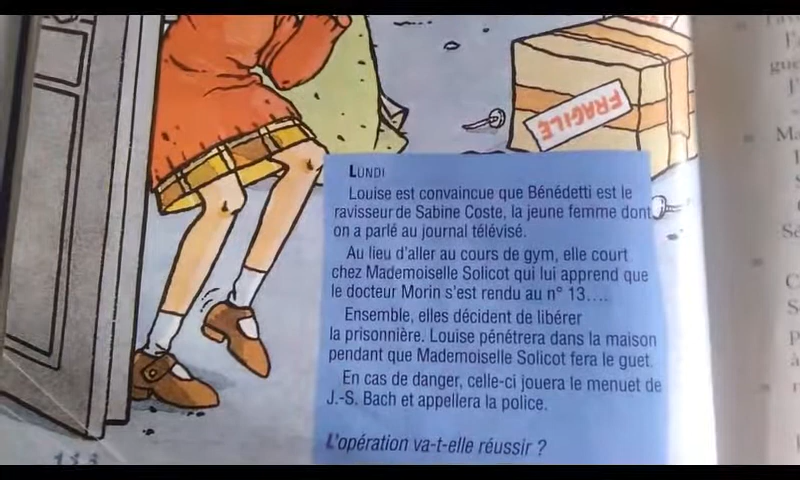 FRAGILE
LUNDI
Louise est convaincue que Bénédetti est le
ravisseur de Sabine Coste, la jeune femme dont
on a parlé au journal télévisé.
Au lieu d'aller au cours de gym, elle court
chez Mademoiselle Solicot qui lui apprend que
le docteur Morin s'est rendu au n° 13....
Ensemble, elles décident de libérer
la prisonnière. Louise pénétrera dans la maison
pendant que Mademoiselle Solicot fera le guet.
En cas de danger, celle-ci jouera le menuet de
J.-S. Bach et appellera la police.
L'opération va-t-elle réussir ?